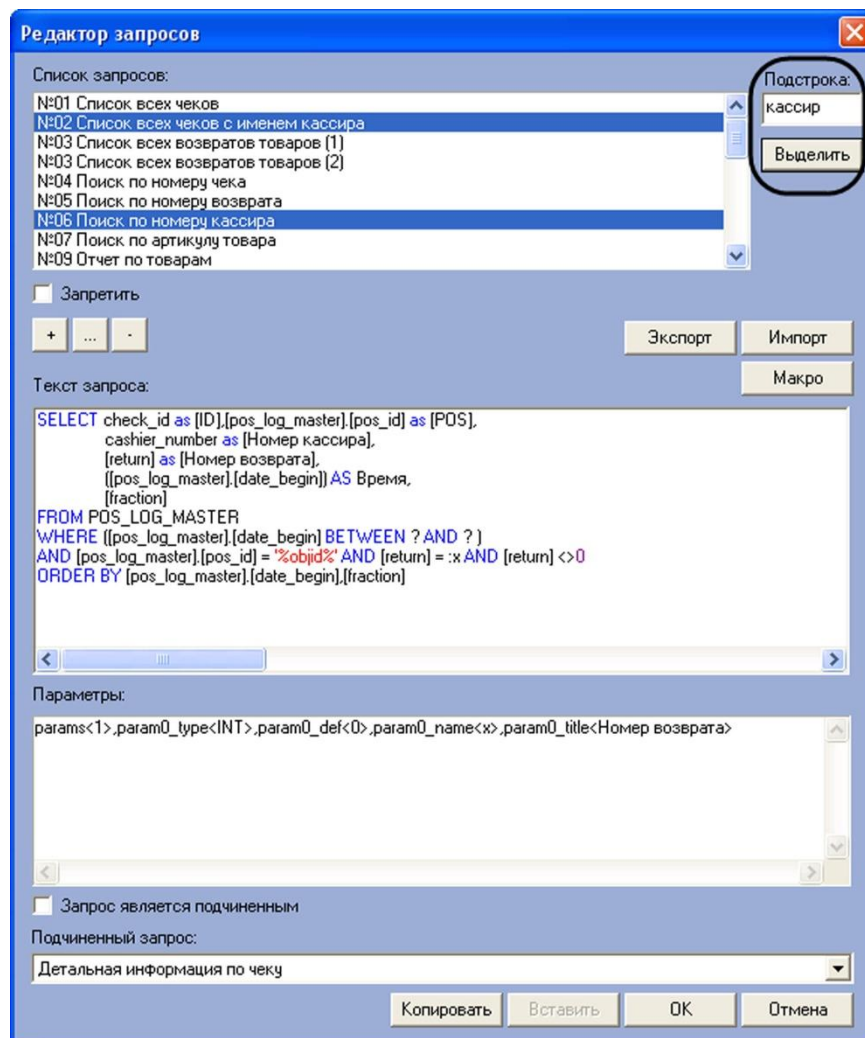 Редактор запросов
Список запросов:
Подстрока:
№01 Список всех чеков
кассир
№02 Список всех чеков с именем кассира
№03 Список всех возвратов товаров (1)
№03 Список всех возвратов товаров (2)
Выделить
№04 Поиск по номеру чека
№05 Поиск по номеру возврата
№06 Поиск по номеру кассира
№07 Поиск по артикулу товара
№09 Отчет по товарам
Запретить
+ ... -
Экспорт Импорт
Макро
Текст запроса:
SELECT check_id as [ID],[pos_log_master].[pos_id] as [POS],
cashier_number as [Номер кассира],
[return] as [Номер возврата],
([pos_log_master].[date_begin]) AS Время,
[fraction]
FROM POS_LOG_MASTER
WHERE ([pos_log_master].[date_begin] BETWEEN ? AND ? )
AND [pos_log_master].[pos_id] = '%objid%' AND [return] = :x AND [return] <>0
ORDER BY [pos_log_master].[date_begin],[fraction]
Параметры:
params<1>,param0_type<INT>,param0_def<0>,param0_name<x>,param0_title<Номер возврата>
Запрос является подчиненным
Подчиненный запрос:
Детальная информация по чеку
Копировать Вставить OK Отмена